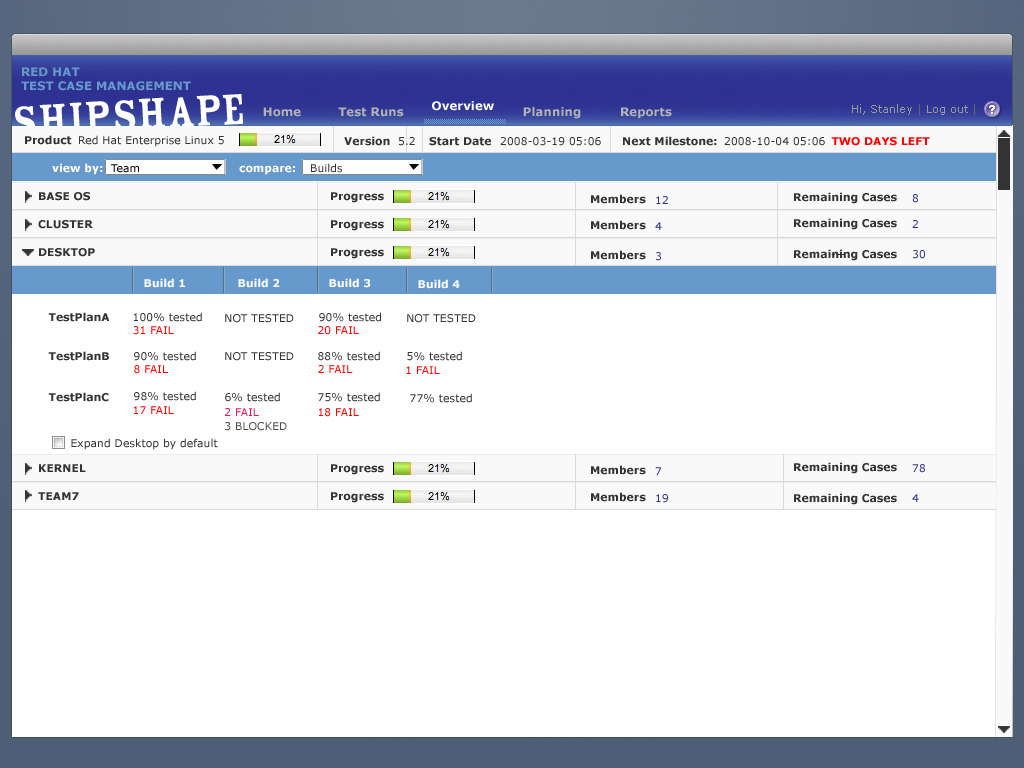 RED HAT
TEST CASE MANAGEMENT
SHIPSHAPE
Home Test Runs Overview Planning Reports Hi, Stanley | Log out | ?
Product Red Hat Enterprise Linux 5 21% Version 5.2 Start Date 2008-03-19 05:06 Next Milestone: 2008-10-04 05:06 TWO DAYS LEFT
view by: Team compare: Builds
BASE OS Progress 21% Members 12 Remaining Cases 8
CLUSTER Progress 21% Members 4 Remaining Cases 2
DESKTOP Progress 21% Members 3 Remaining Cases 30
Build 1 Build 2 Build 3 Build 4
TestPlanA 100% tested NOT TESTED 90% tested NOT TESTED
31 FAIL 20 FAIL
TestPlanB 90% tested NOT TESTED 88% tested 5% tested
8 FAIL 2 FAIL 1 FAIL
TestPlanC 98% tested 6% tested 75% tested 77% tested
17 FAIL 2 FAIL 18 FAIL
3 BLOCKED
Expand Desktop by default
KERNEL Progress 21% Members 7 Remaining Cases 78
TEAM7 Progress 21% Members 19 Remaining Cases 4